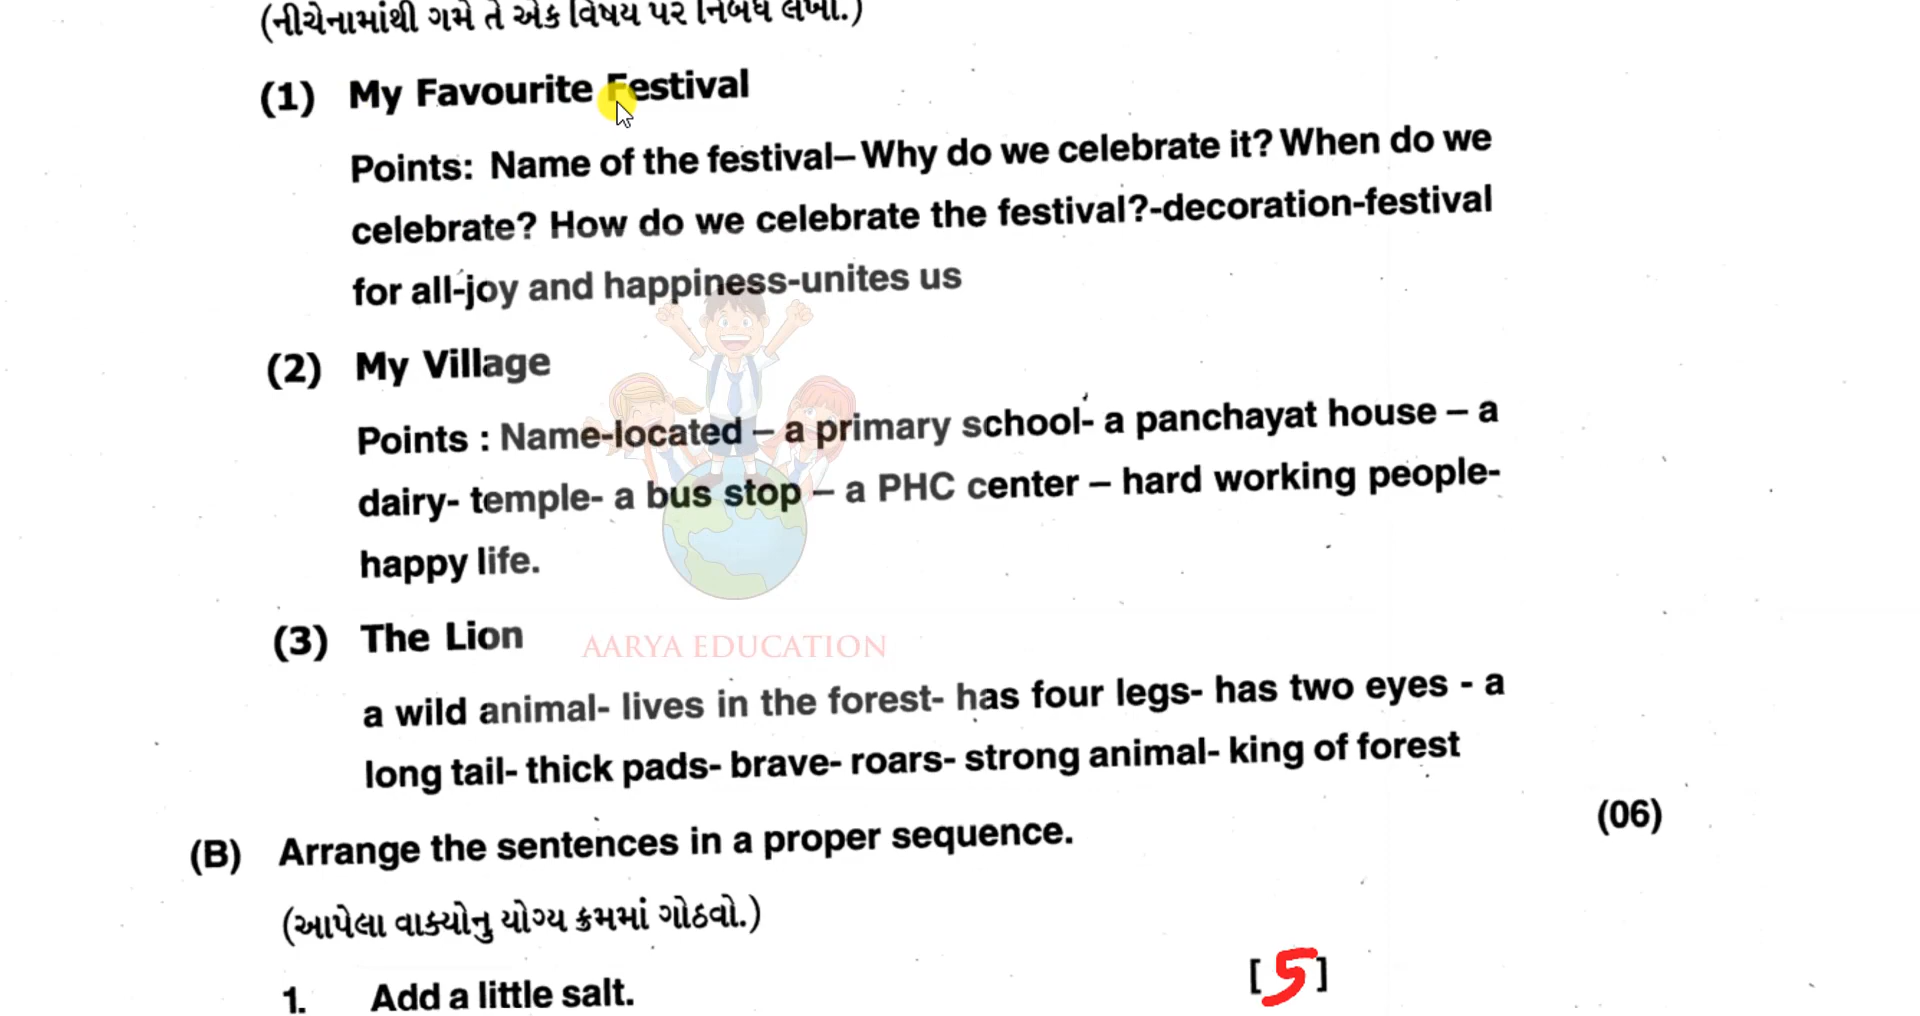 (નીચેનામાંથી ગમે તે એક વિષય પર નિબંધ લખો.)
(1) My Favourite Festival
Points: Name of the festival– Why do we celebrate it? When do we
celebrate? How do we celebrate the festival?-decoration-festival
for all-joy and happiness-unites us
(2) My Village
Points : Name-located – a primary school- a panchayat house – a
dairy- temple- a bus stop – a PHC center – hard working people-
happy life.
(3) The Lion
AARYA EDUCATION
a wild animal- lives in the forest- has four legs- has two eyes - a
long tail- thick pads- brave- roars- strong animal- king of forest
(B) Arrange the sentences in a proper sequence. (06)
(આપેલા વાક્યોનુ યોગ્ય ક્રમમાં ગોઠવો.)
1. Add a little salt. [5]